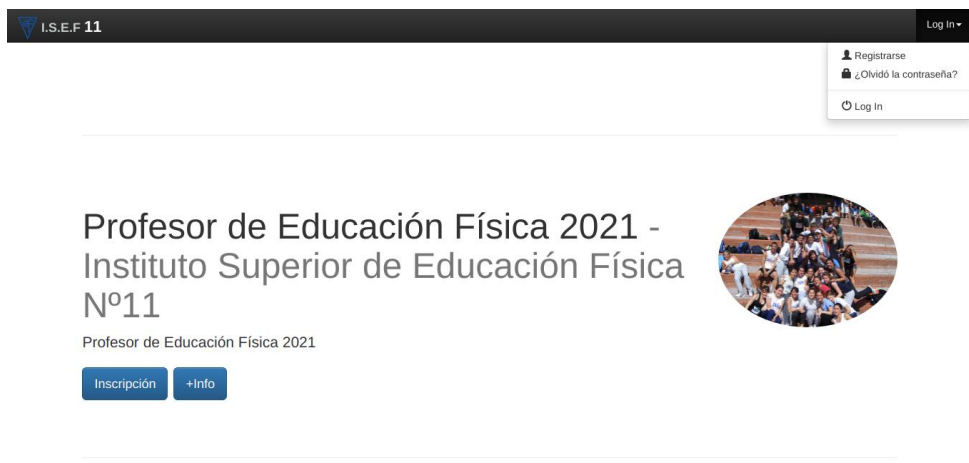 I.S.E.F 11
Log In
Registrarse
¿Olvidó la contraseña?
Log In
Profesor de Educación Física 2021 -
Instituto Superior de Educación Física
Nº11
Profesor de Educación Física 2021
Inscripción
+Info